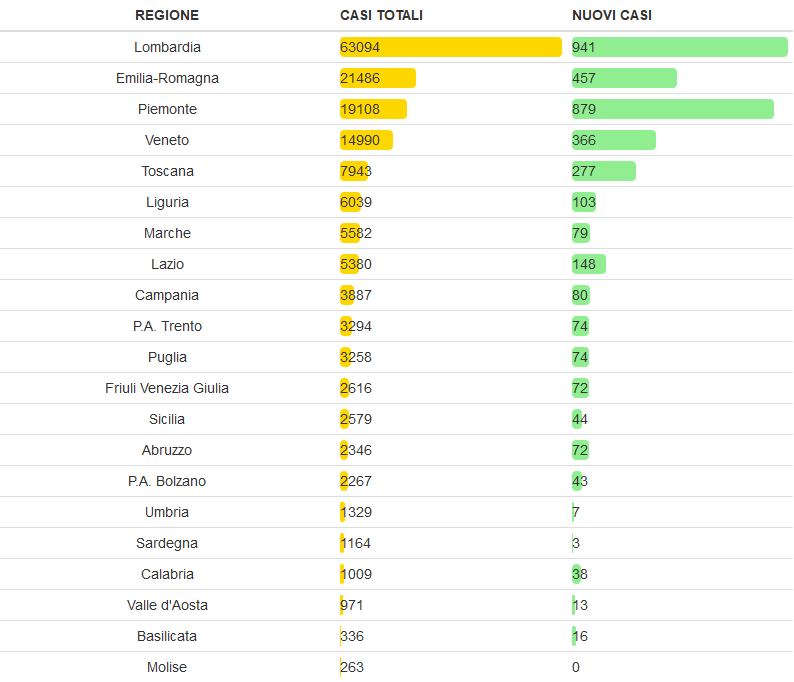 REGIONE CASI TOTALI NUOVI CASI
Lombardia 63094 941
Emilia-Romagna 21486 457
Piemonte 19108 879
Veneto 14990 366
Toscana 7943 277
Liguria 6039 103
Marche 5582 79
Lazio 5380 148
Campania 3887 80
P.A. Trento 3294 74
Puglia 3258 74
Friuli Venezia Giulia 2616 72
Sicilia 2579 44
Abruzzo 2346 72
P.A. Bolzano 2267 43
Umbria 1329 7
Sardegna 1164 3
Calabria 1009 38
Valle d'Aosta 971 13
Basilicata 336 16
Molise 263 0